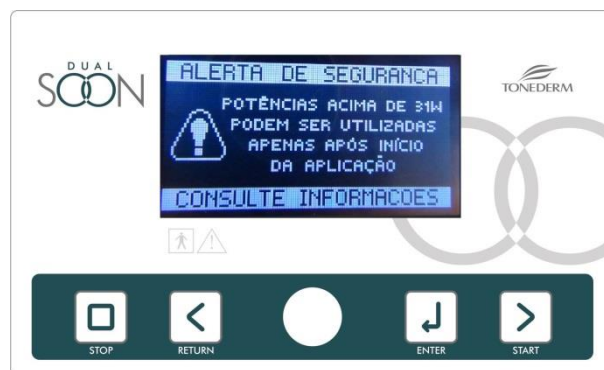 DUAL
SOON
ALERTA DE SEGURANCA
POTÊNCIAS ACIMA DE 31W
PODEM SER UTILIZADAS
APENAS APÓS INÍCIO
DA APLICAÇÃO
CONSULTE INFORMACOES
TONEDERM
STOP
RETURN
ENTER
START